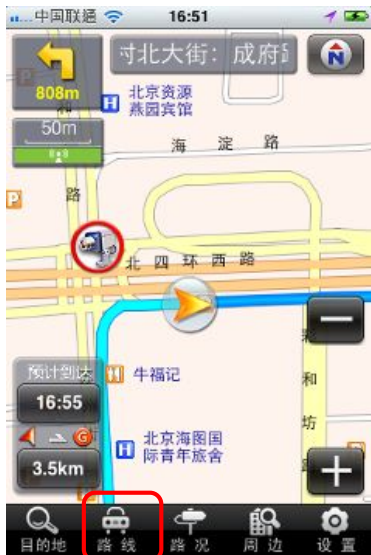 中国联通
16:51
808m
村北大街：成府路
N
50m
北京资源
燕园宾馆
海 淀 路
P
路
北四环西路
预计到达
16:55
牛福记
彩和坊
3.5km
G
北京海图国
际青年旅舍
目的地
路线
路况
周边
设置